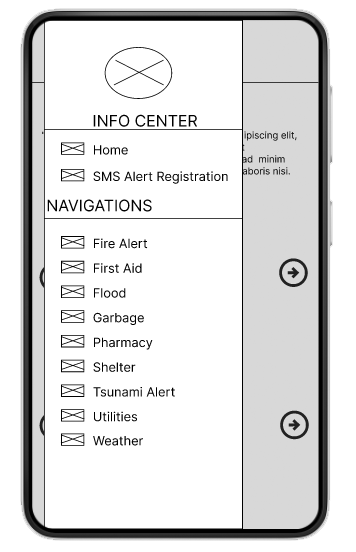 INFO CENTER
Home
SMS Alert Registration
NAVIGATIONS
Fire Alert
First Aid
Flood
Garbage
Pharmacy
Shelter
Tsunami Alert
Utilities
Weather
ipiscing elit,
ad minim
aboris nisi.